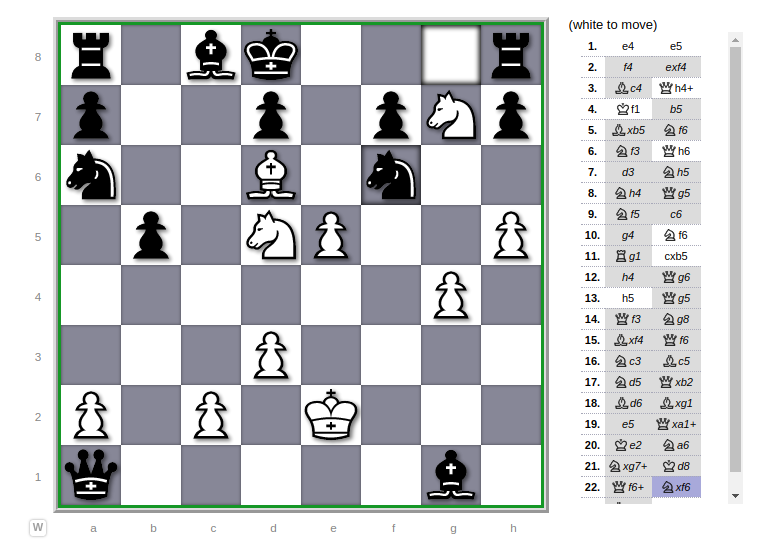 (white to move)
1. e4 e5
2. f4 exf4
3. ♗c4 ♛h4+
4. ♔f1 b5
5. ♗xb5 ♞f6
6. ♘f3 ♛h6
7. d3 ♞h5
8. ♘h4 ♛g5
9. ♘f5 c6
10. g4 ♞f6
11. ♖g1 cxb5
12. h4 ♛g6
13. h5 ♛g5
14. ♕f3 ♞g8
15. ♗xf4 ♛f6
16. ♘c3 ♝c5
17. ♘d5 ♛xb2
18. ♗d6 ♝xg1
19. e5 ♛xa1+
20. ♔e2 ♞a6
21. ♘xg7+ ♚d8
22. ♕f6+ ♞xf6
8
7
6
5
4
3
2
1
W a b c d e f g h